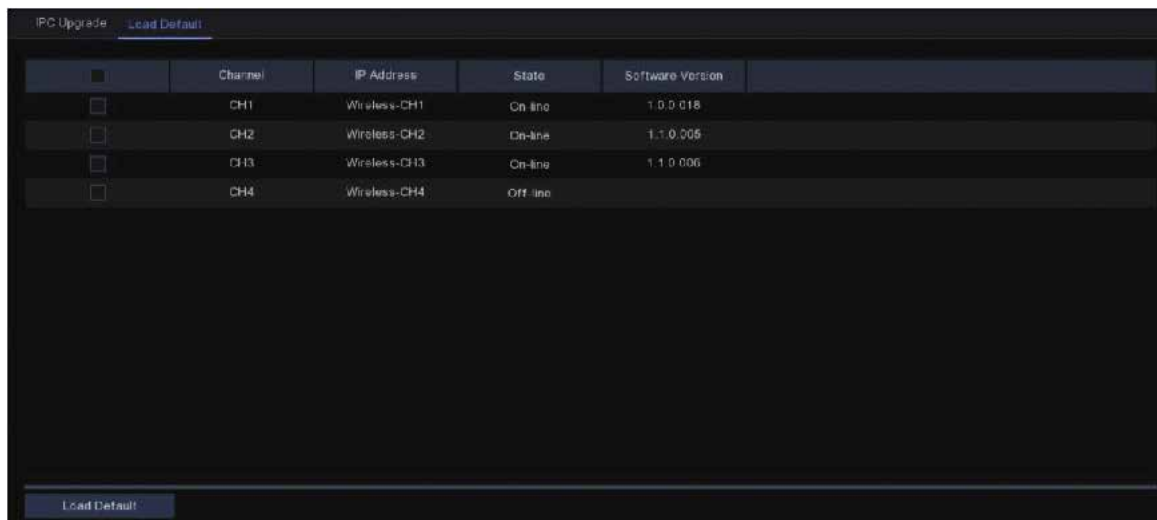 IPC Upgrade Load Default
Channel IP Address State Software Version
CH1 Wireless-CH1 On-line 1.0.0.018
CH2 Wireless-CH2 On-line 1.1.0.005
CH3 Wireless-CH3 On-line 1.1.0.006
CH4 Wireless-CH4 Off-line
Load Default